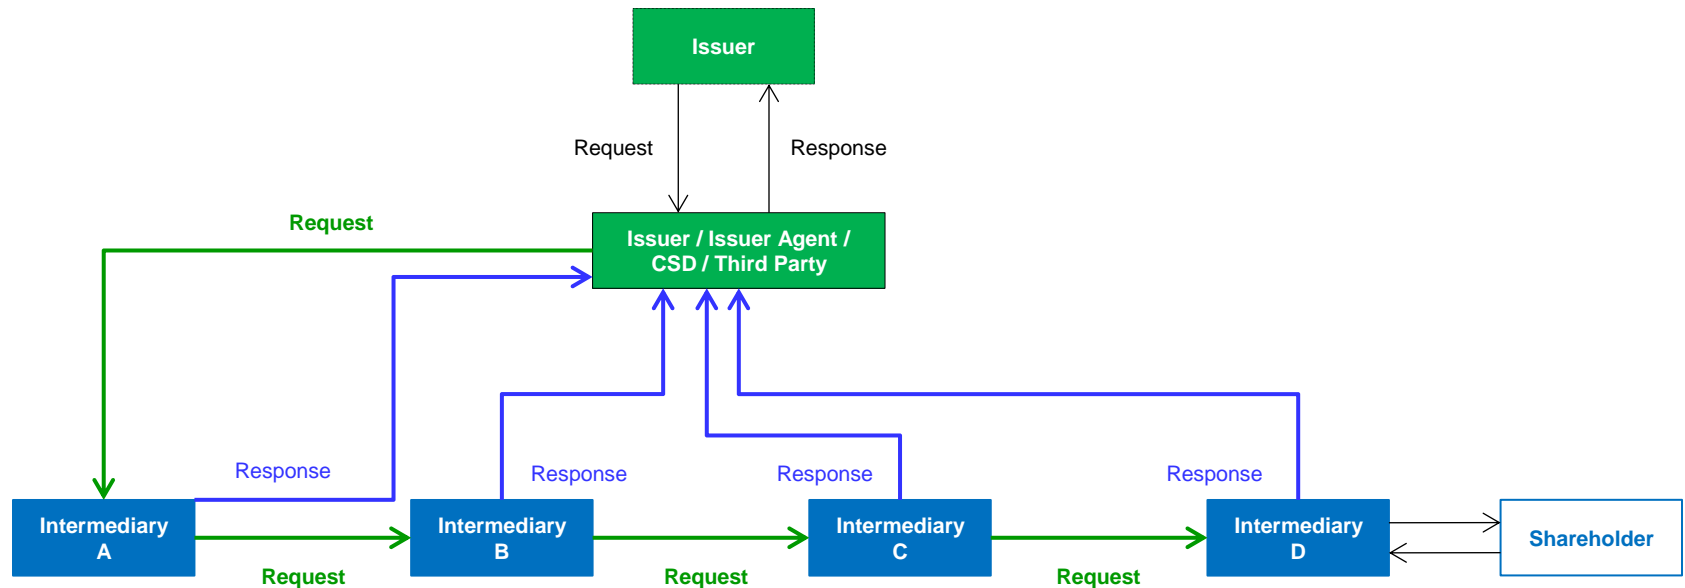 Issuer
Request
Response
Request
Issuer / Issuer Agent /
CSD / Third Party
Response
Response
Response
Response
Intermediary
A
Intermediary
B
Intermediary
C
Intermediary
D
Shareholder
Request
Request
Request